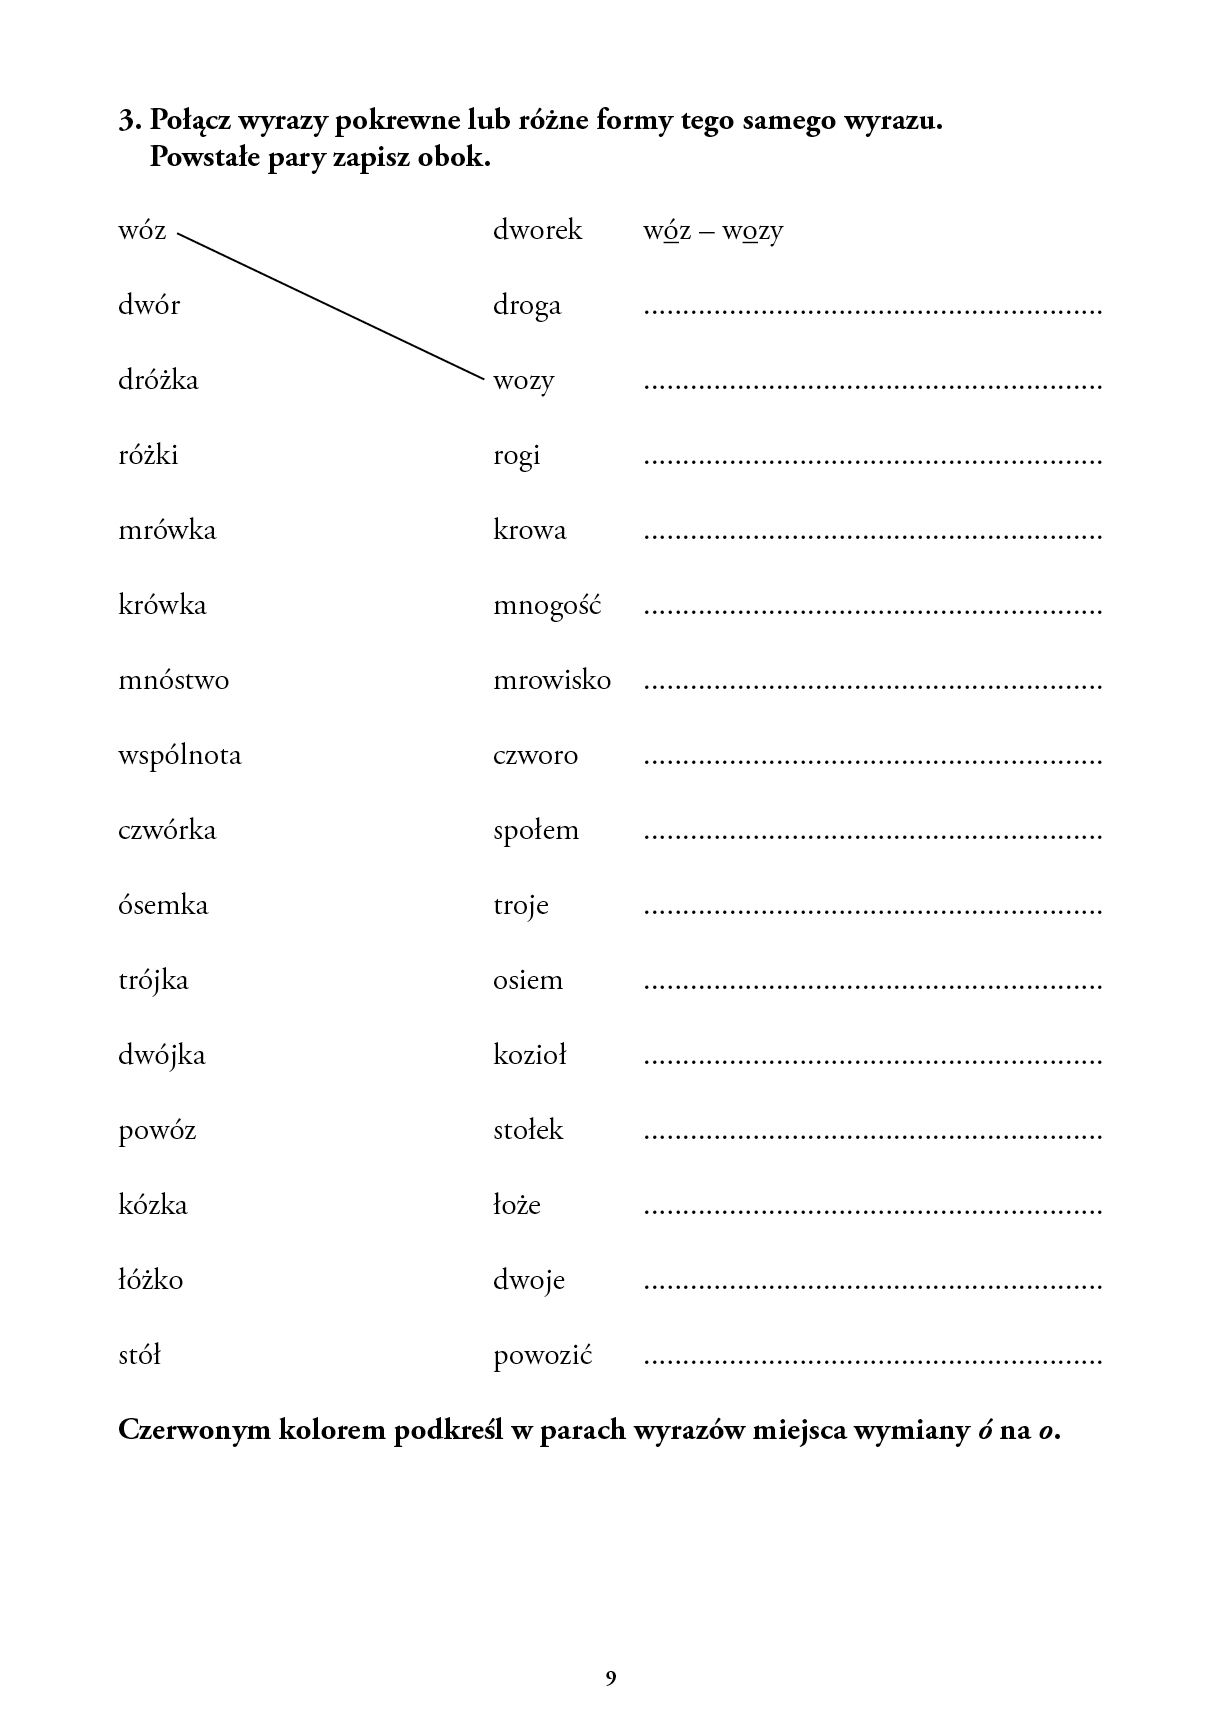 3. Połącz wyrazy pokrewne lub różne formy tego samego wyrazu.
Powstałe pary zapisz obok.
wóz dworek wóz – wozy
dwór droga ............................................................
dróżka wozy ............................................................
różki rogi ............................................................
mrówka krowa ............................................................
krówka mnogość ............................................................
mnóstwo mrowisko ............................................................
wspólnota czworo ............................................................
czwórka społem ............................................................
ósemka troje ............................................................
trójka osiem ............................................................
dwójka kozioł ............................................................
powóz stołek ............................................................
kózka łoże ............................................................
łóżko dwoje ............................................................
stół powozić ............................................................
Czerwonym kolorem podkreśl w parach wyrazów miejsca wymiany ó na o.
9